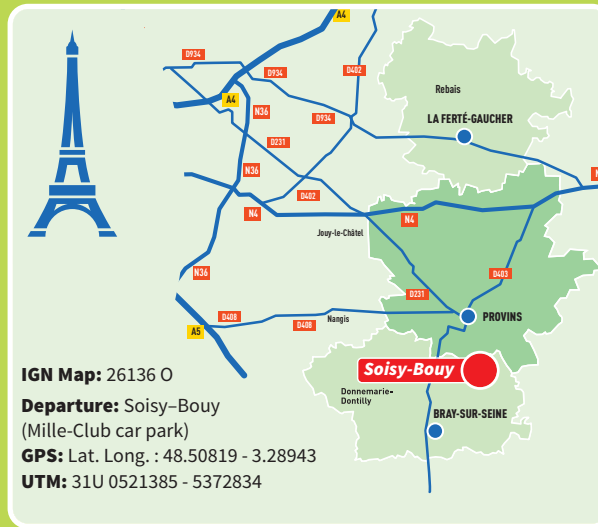 A4
D934
D934
D402
A4
N36
Rebais
D934
LA FERTÉ-GAUCHER
D231
N36
D402
N4
N4
Jouy-le-Châtel
N36
D403
D231
D408
D408
Nangis
PROVINS
A5
Soisy-Bouy
Donnemarie-
Dontilly
BRAY-SUR-SEINE
IGN Map: 26136 O
Departure: Soisy–Bouy
(Mille-Club car park)
GPS: Lat. Long. : 48.50819 - 3.28943
UTM: 31U 0521385 - 5372834